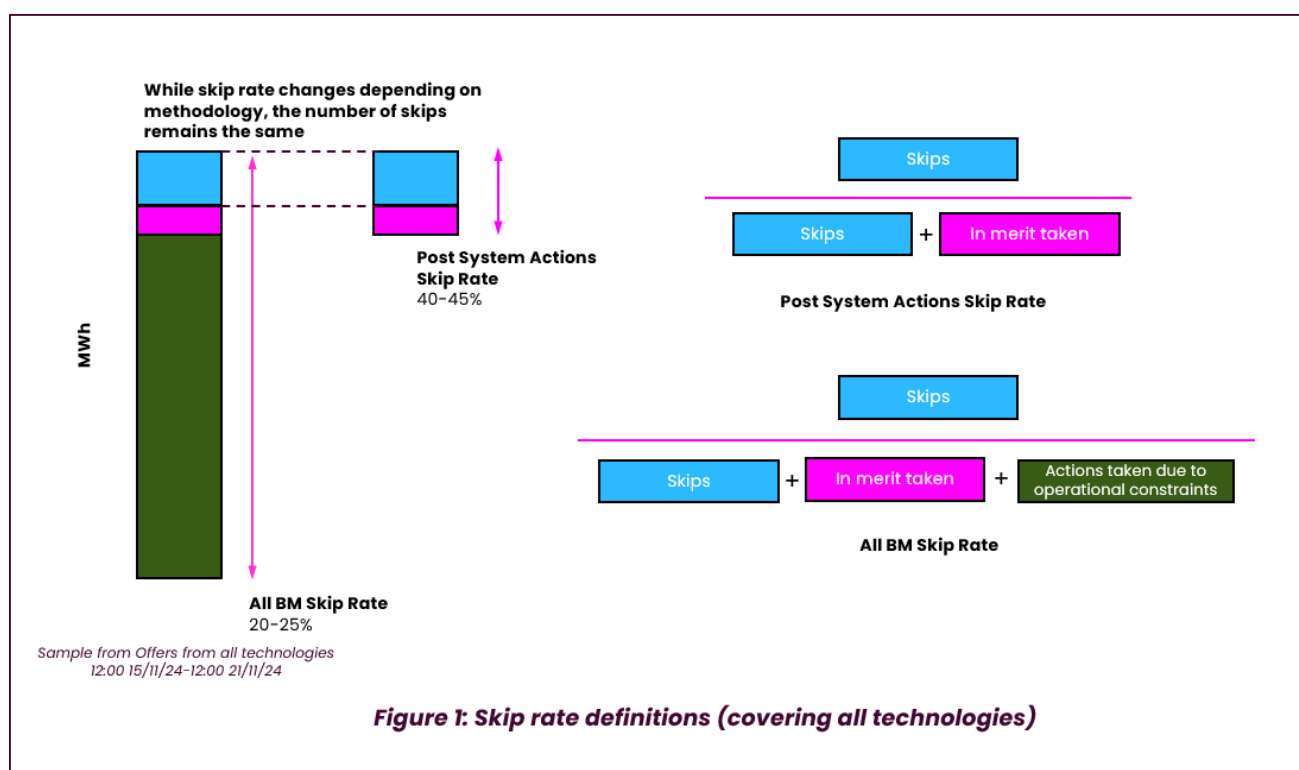 While skip rate changes depending on
methodology, the number of skips
remains the same
MWh
Post System Actions
Skip Rate
40-45%
All BM Skip Rate
20-25%
Sample from Offers from all technologies
12:00 15/11/24-12:00 21/11/24
Skips
Skips + In merit taken
Post System Actions Skip Rate
Skips
Skips + In merit taken + Actions taken due to
operational constraints
All BM Skip Rate
Figure 1: Skip rate definitions (covering all technologies)